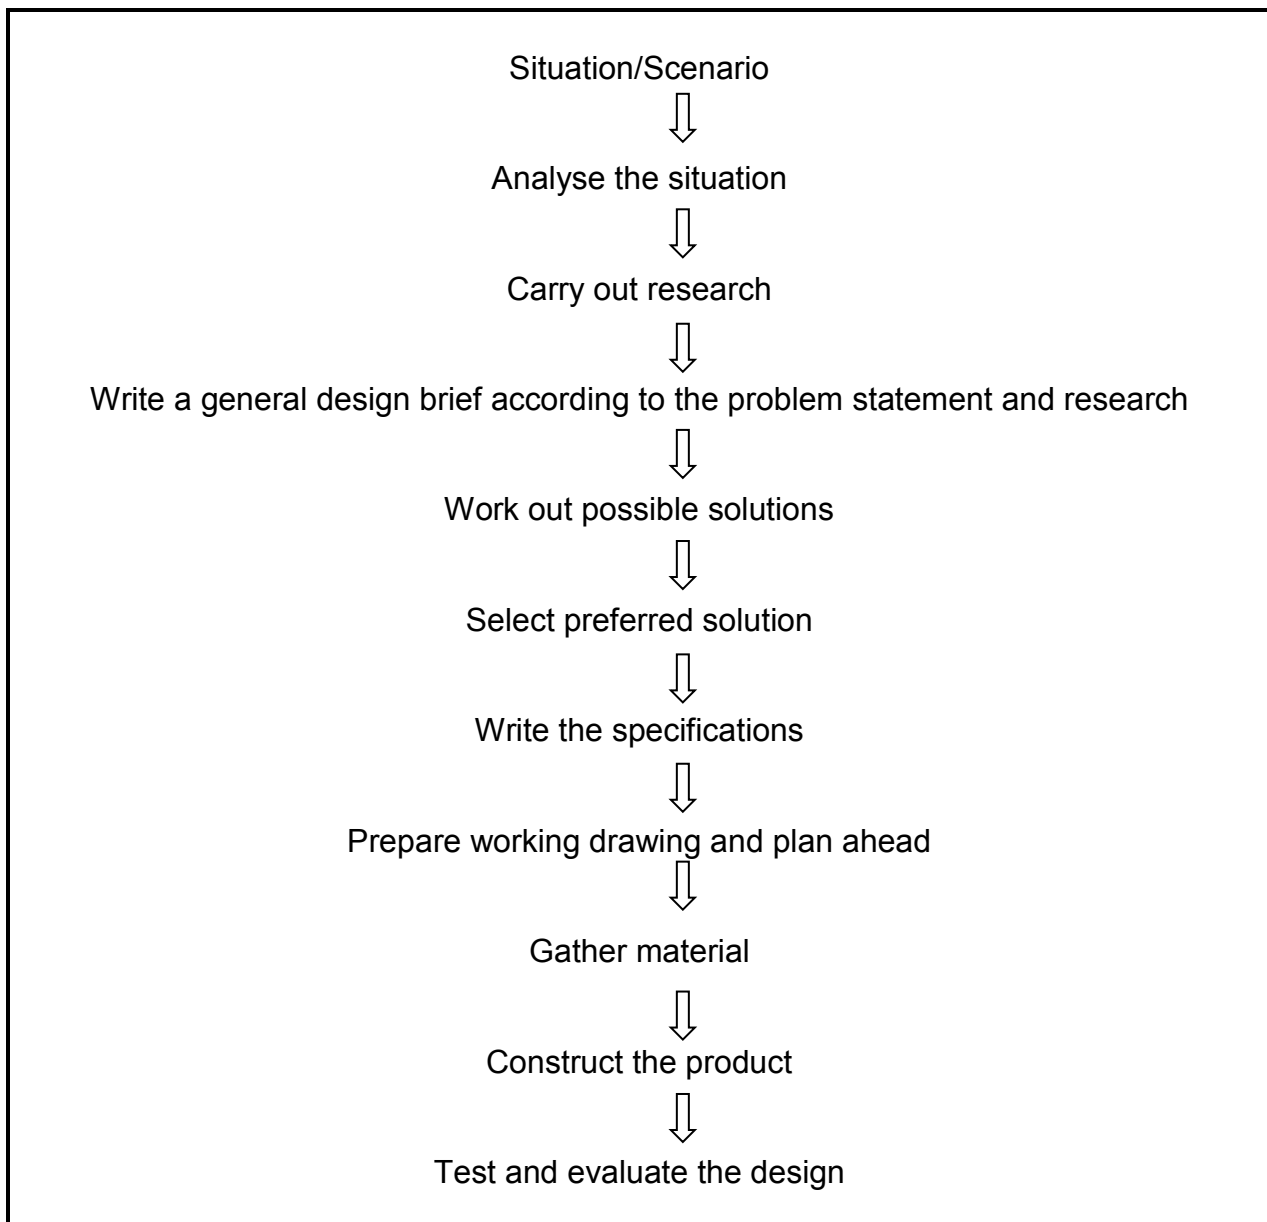 Situation/Scenario
Analyse the situation
Carry out research
Write a general design brief according to the problem statement and research
Work out possible solutions
Select preferred solution
Write the specifications
Prepare working drawing and plan ahead
Gather material
Construct the product
Test and evaluate the design